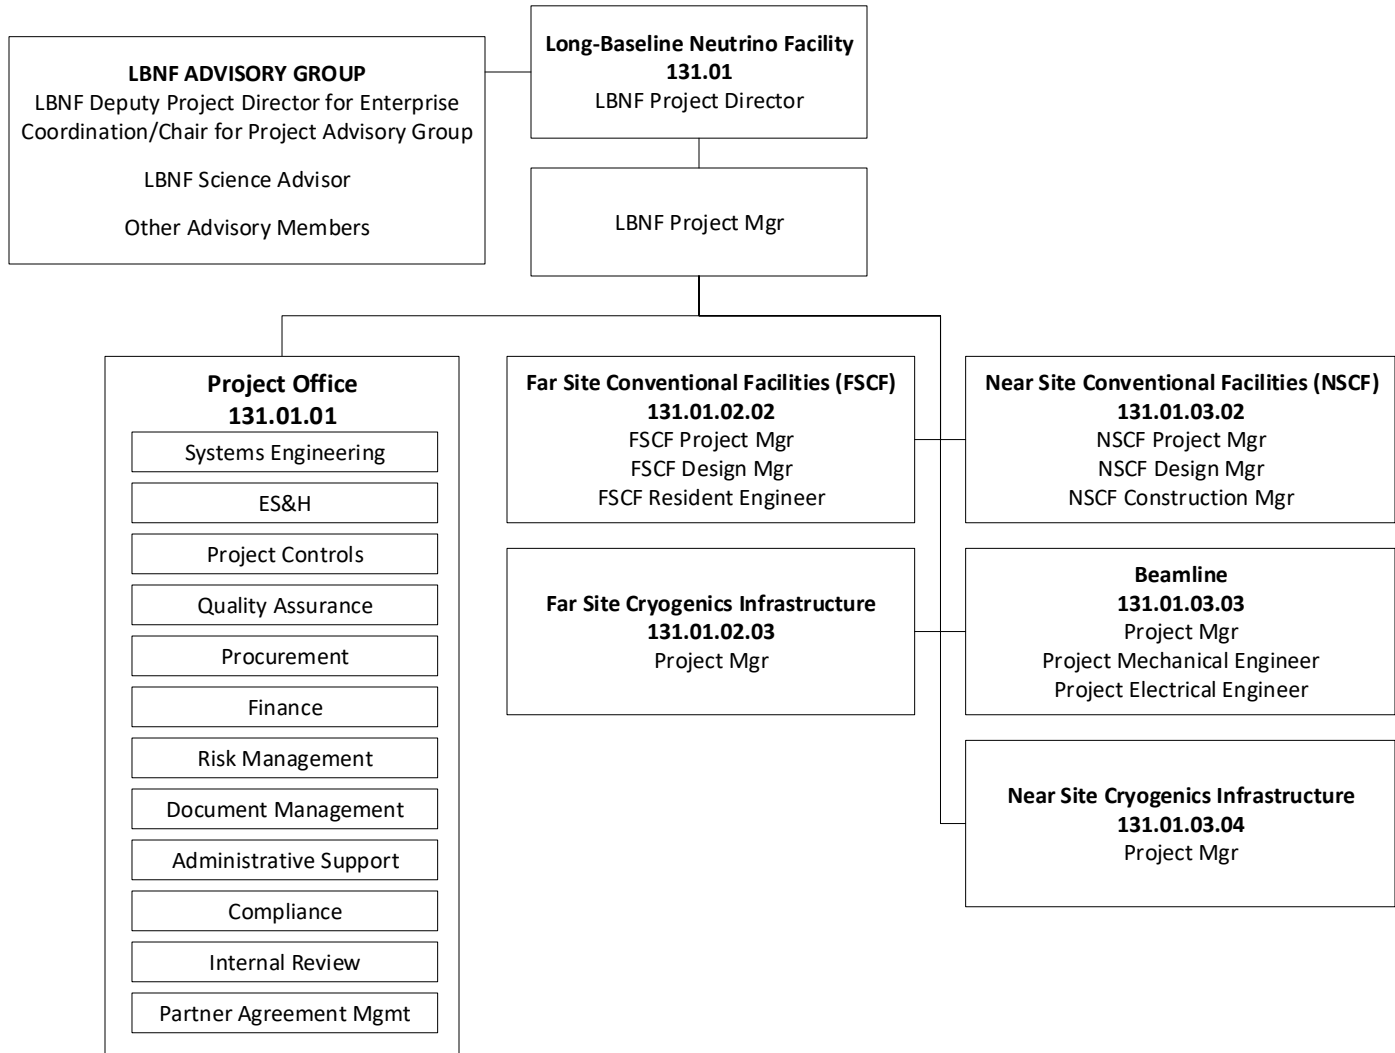 LBNF ADVISORY GROUP
LBNF Deputy Project Director for Enterprise
Coordination/Chair for Project Advisory Group
LBNF Science Advisor
Other Advisory Members
Long-Baseline Neutrino Facility
131.01
LBNF Project Director
LBNF Project Mgr
Project Office
131.01.01
Systems Engineering
ES&H
Project Controls
Quality Assurance
Procurement
Finance
Risk Management
Document Management
Administrative Support
Compliance
Internal Review
Partner Agreement Mgmt
Far Site Conventional Facilities (FSCF)
131.01.02.02
FSCF Project Mgr
FSCF Design Mgr
FSCF Resident Engineer
Far Site Cryogenics Infrastructure
131.01.02.03
Project Mgr
Near Site Conventional Facilities (NSCF)
131.01.03.02
NSCF Project Mgr
NSCF Design Mgr
NSCF Construction Mgr
Beamline
131.01.03.03
Project Mgr
Project Mechanical Engineer
Project Electrical Engineer
Near Site Cryogenics Infrastructure
131.01.03.04
Project Mgr